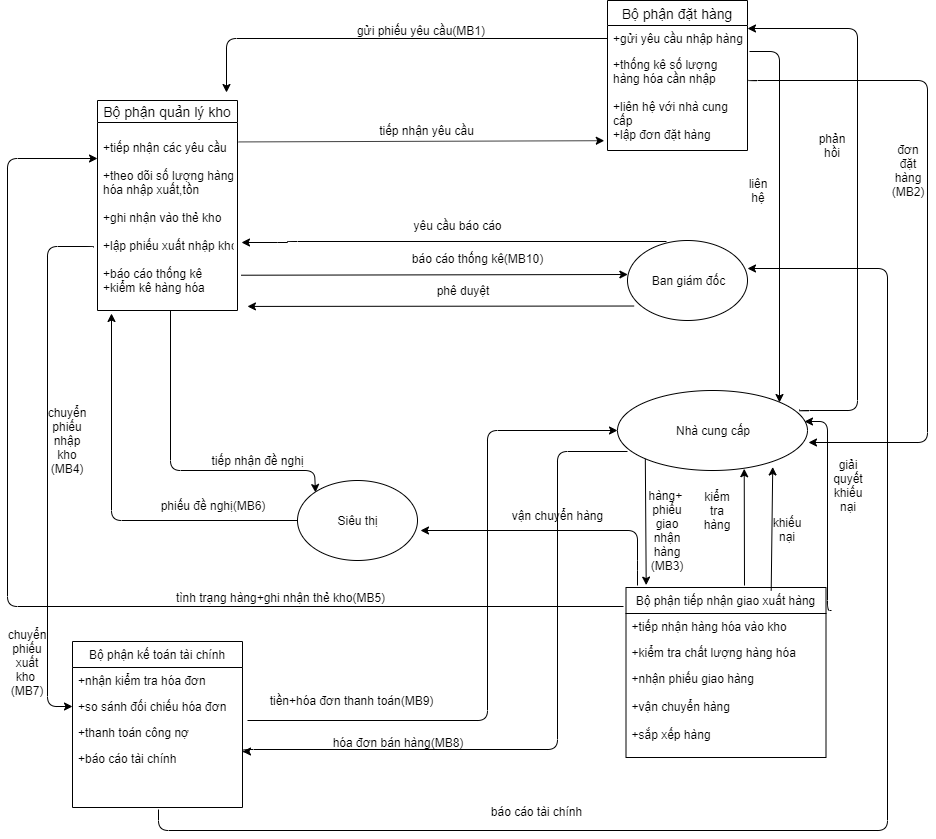 Bộ phận đặt hàng
+gửi yêu cầu nhập hàng
+thống kê số lượng
hàng hóa cần nhập
+liên hệ với nhà cung
cấp
+lập đơn đặt hàng
gửi phiếu yêu cầu(MB1)
Bộ phận quản lý kho
+tiếp nhận các yêu cầu
+theo dõi số lượng hàng
hóa nhập xuất,tồn
+ghi nhận vào thẻ kho
+lập phiếu xuất nhập kho
+báo cáo thống kê
+kiểm kê hàng hóa
tiếp nhận yêu cầu
phản
hồi
đơn
đặt
hàng
(MB2)
liên
hệ
yêu cầu báo cáo
báo cáo thống kê(MB10)
phê duyệt
Ban giám đốc
chuyển
phiếu
nhập
kho
(MB4)
Nhà cung cấp
tiếp nhận đề nghị
phiếu đề nghị(MB6)
Siêu thị
vận chuyển hàng
hàng+
phiếu
giao
nhận
hàng
(MB3)
kiểm
tra
hàng
khiếu
nại
giải
quyết
khiếu
nại
tình trạng hàng+ghi nhận thẻ kho(MB5)
Bộ phận tiếp nhận giao xuất hàng
+tiếp nhận hàng hóa vào kho
+kiểm tra chất lượng hàng hóa
+nhận phiếu giao hàng
+vận chuyển hàng
+sắp xếp hàng
chuyển
phiếu
xuất
kho
(MB7)
Bộ phận kế toán tài chính
+nhận kiểm tra hóa đơn
+so sánh đối chiếu hóa đơn
+thanh toán công nợ
+báo cáo tài chính
tiền+hóa đơn thanh toán(MB9)
hóa đơn bán hàng(MB8)
báo cáo tài chính